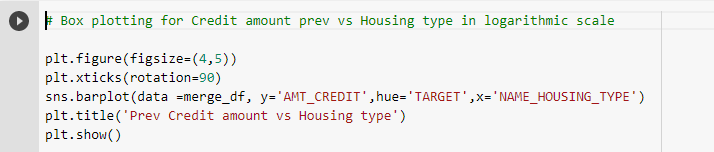 # Box plotting for Credit amount prev vs Housing type in logarithmic scale
plt.figure(figsize=(4,5))
plt.xticks(rotation=90)
sns.barplot(data =merge_df, y='AMT_CREDIT',hue='TARGET',x='NAME_HOUSING_TYPE')
plt.title('Prev Credit amount vs Housing type')
plt.show()